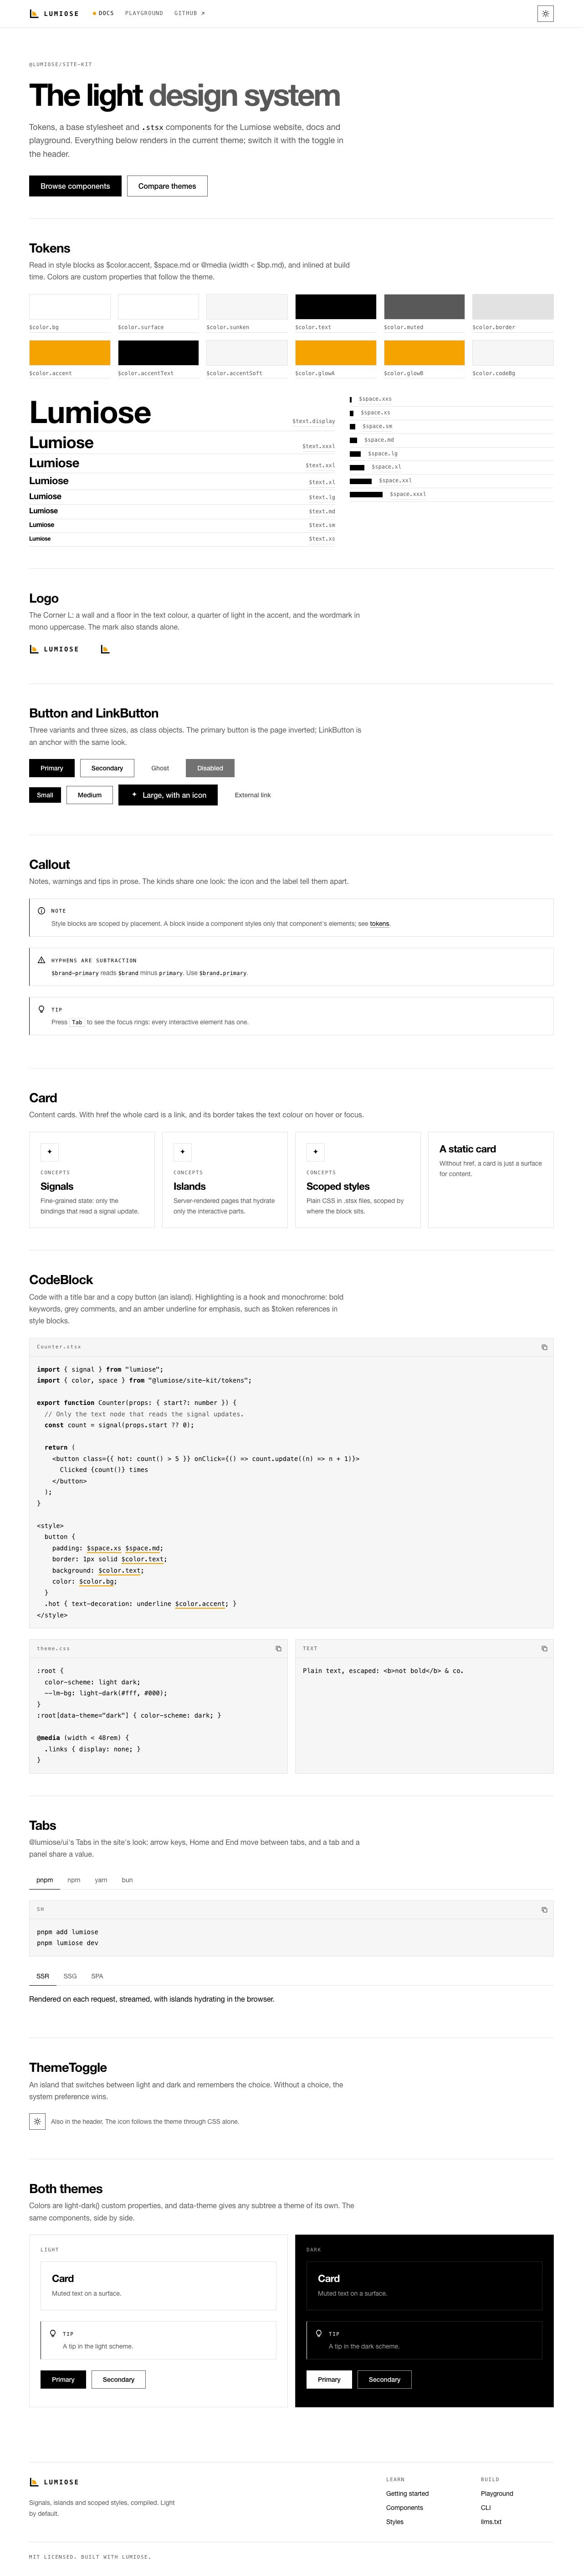 LUMIOSE DOCS PLAYGROUND GITHUB ↗
@LUMIOSE/SITE-KIT
The light design system
Tokens, a base stylesheet and .stsx components for the Lumiose website, docs and
playground. Everything below renders in the current theme; switch it with the toggle in
the header.
Browse components Compare themes
Tokens
Read in style blocks as $color.accent, $space.md or @media (width < $bp.md), and inlined at build
time. Colors are custom properties that follow the theme.
$color.bg $color.surface $color.sunken $color.text $color.muted $color.border
$color.accent $color.accentText $color.accentSoft $color.glowA $color.glowB $color.codeBg
Lumiose $text.display
Lumiose $text.xxxl
Lumiose $text.xxl
Lumiose $text.xl
Lumiose $text.lg
Lumiose $text.md
Lumiose $text.sm
Lumiose $text.xs
$space.xxs
$space.xs
$space.sm
$space.md
$space.lg
$space.xl
$space.xxl
$space.xxxl
Logo
The Corner L: a wall and a floor in the text colour, a quarter of light in the accent, and the wordmark in
mono uppercase. The mark also stands alone.
LUMIOSE
Button and LinkButton
Three variants and three sizes, as class objects. The primary button is the page inverted; LinkButton is
an anchor with the same look.
Primary Secondary Ghost Disabled
Small Medium Large, with an icon External link
Callout
Notes, warnings and tips in prose. The kinds share one look: the icon and the label tell them apart.
NOTE
Style blocks are scoped by placement. A block inside a component styles only that component's elements; see tokens.
HYPHENS ARE SUBTRACTION
$brand-primary reads $brand minus primary. Use $brand.primary.
TIP
Press Tab to see the focus rings: every interactive element has one.
Card
Content cards. With href the whole card is a link, and its border takes the text colour on hover or focus.
CONCEPTS
Signals
Fine-grained state: only the
bindings that read a signal update.
CONCEPTS
Islands
Server-rendered pages that hydrate
only the interactive parts.
CONCEPTS
Scoped styles
Plain CSS in .stsx files, scoped by
where the block sits.
A static card
Without href, a card is just a surface
for content.
CodeBlock
Code with a title bar and a copy button (an island). Highlighting is a hook and monochrome: bold
keywords, grey comments, and an amber underline for emphasis, such as $token references in
style blocks.
Counter.stsx
import { signal } from "lumiose";
import { color, space } from "@lumiose/site-kit/tokens";
export function Counter(props: { start?: number }) {
// Only the text node that reads the signal updates.
const count = signal(props.start ?? 0);
return (
<button class={{ hot: count() > 5 }} onClick={() => count.update((n) => n + 1)}>
Clicked {count()} times
</button>
);
}
<style>
button {
padding: $space.xs $space.md;
border: 1px solid $color.text;
background: $color.text;
color: $color.bg;
}
.hot { text-decoration: underline $color.accent; }
</style>
theme.css
:root {
color-scheme: light dark;
--lm-bg: light-dark(#fff, #000);
}
:root[data-theme="dark"] { color-scheme: dark; }
@media (width < 48rem) {
.links { display: none; }
}
TEXT
Plain text, escaped: <b>not bold</b> & co.
Tabs
@lumiose/ui's Tabs in the site's look: arrow keys, Home and End move between tabs, and a tab and a
panel share a value.
pnpm npm yarn bun
SH
pnpm add lumiose
pnpm lumiose dev
SSR SSG SPA
Rendered on each request, streamed, with islands hydrating in the browser.
ThemeToggle
An island that switches between light and dark and remembers the choice. Without a choice, the
system preference wins.
Also in the header. The icon follows the theme through CSS alone.
Both themes
Colors are light-dark() custom properties, and data-theme gives any subtree a theme of its own. The
same components, side by side.
LIGHT
Card
Muted text on a surface.
TIP
A tip in the light scheme.
Primary Secondary
DARK
Card
Muted text on a surface.
TIP
A tip in the dark scheme.
Primary Secondary
LUMIOSE
Signals, islands and scoped styles, compiled. Light
by default.
LEARN
Getting started
Components
Styles
BUILD
Playground
CLI
llms.txt
MIT LICENSED. BUILT WITH LUMIOSE.